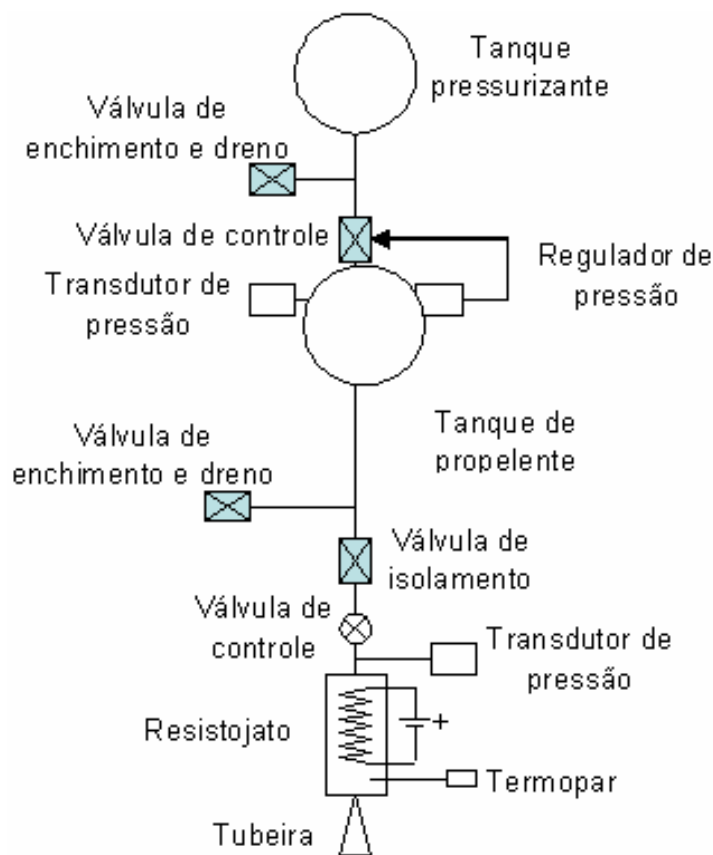 Tanque
pressurizante
Válvula de
enchimento e dreno
Válvula de controle
Regulador de
pressão
Transdutor de
pressão
Tanque de
propelente
Válvula de
enchimento e dreno
Válvula de
isolamento
Válvula de
controle
Transdutor de
pressão
Resistojato
+
Termopar
Tubeira